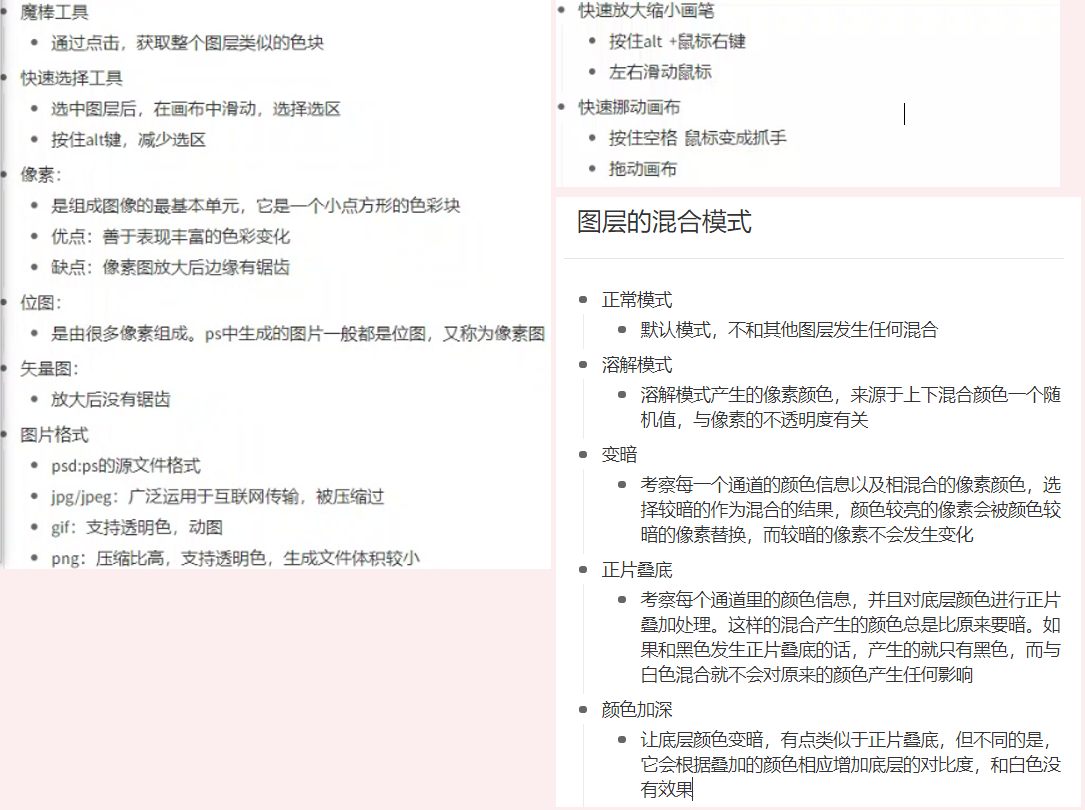 魔棒工具
通过点击，获取整个图层类似的色块
快速选择工具
选中图层后，在画布中滑动，选择选区
按住alt键，减少选区
像素：
是组成图像的最基本单元，它是一个小点方形的色彩块
优点：善于表现丰富的色彩变化
缺点：像素图放大后边缘有锯齿
位图：
是由很多像素组成。ps中生成的图片一般都是位图，又称为像素图
矢量图：
放大后没有锯齿
图片格式
psd:ps的源文件格式
jpg/jpeg：广泛运用于互联网传输，被压缩过
gif：支持透明色，动图
png：压缩比高，支持透明色，生成文件体积较小
快速放大缩小画笔
按住alt +鼠标右键
左右滑动鼠标
快速挪动画布
按住空格 鼠标变成抓手
拖动画布
图层的混合模式
正常模式
默认模式，不和其他图层发生任何混合
溶解模式
溶解模式产生的像素颜色，来源于上下混合颜色一个随
机值，与像素的不透明度有关
变暗
考察每一个通道的颜色信息以及相混合的像素颜色，选
择较暗的作为混合的结果，颜色较亮的像素会被颜色较
暗的像素替换，而较暗的像素不会发生变化
正片叠底
考察每个通道里的颜色信息，并且对底层颜色进行正片
叠加处理。这样的混合产生的颜色总是比原来要暗。如
果和黑色发生正片叠底的话，产生的就只有黑色，而与
白色混合就不会对原来的颜色产生任何影响
颜色加深
让底层颜色变暗，有点类似于正片叠底，但不同的是，
它会根据叠加的颜色相应增加底层的对比度，和白色没
有效果